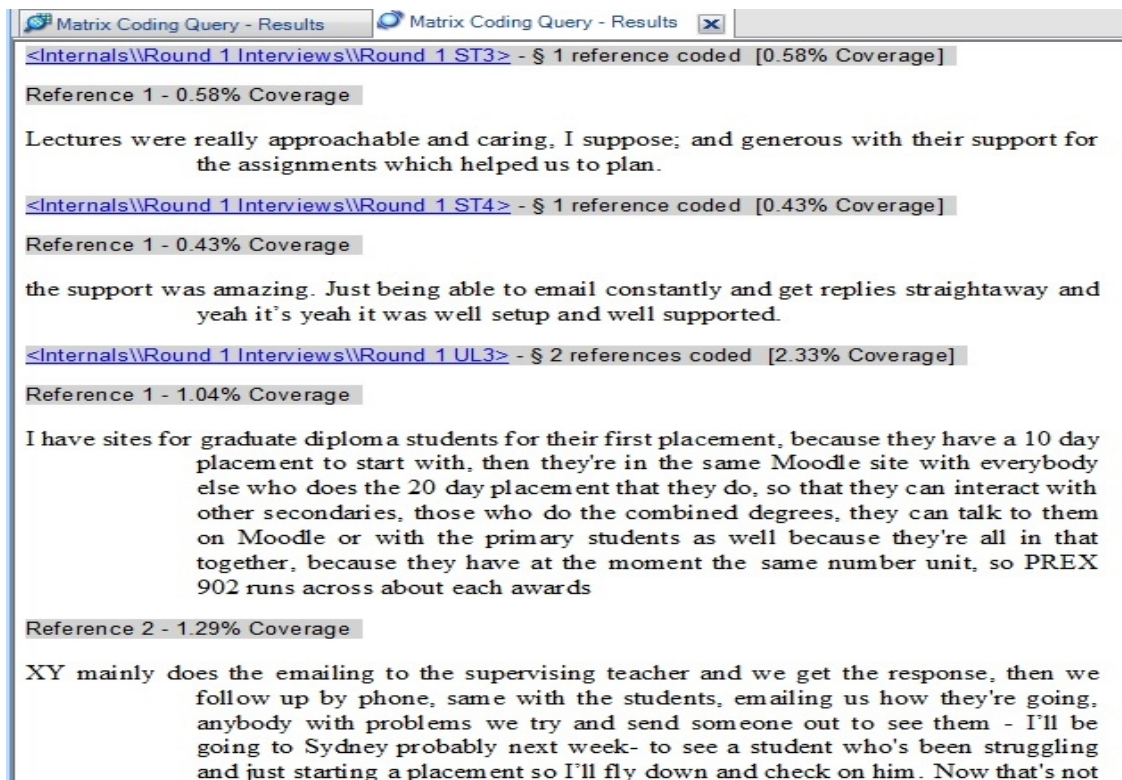 Matrix Coding Query - Results Matrix Coding Query - Results
<Internals\\Round 1 Interviews\\Round 1 ST3> - § 1 reference coded [0.58% Coverage]
Reference 1 - 0.58% Coverage
Lectures were really approachable and caring, I suppose; and generous with their support for
the assignments which helped us to plan.
<Internals\\Round 1 Interviews\\Round 1 ST4> - § 1 reference coded [0.43% Coverage]
Reference 1 - 0.43% Coverage
the support was amazing. Just being able to email constantly and get replies straightaway and
yeah it's yeah it was well setup and well supported.
<Internals\\Round 1 Interviews\\Round 1 UL3> - § 2 references coded [2.33% Coverage]
Reference 1 - 1.04% Coverage
I have sites for graduate diploma students for their first placement, because they have a 10 day
placement to start with, then they're in the same Moodle site with everybody
else who does the 20 day placement that they do, so that they can interact with
other secondaries, those who do the combined degrees, they can talk to them
on Moodle or with the primary students as well because they're all in that
together, because they have at the moment the same number unit, so PREX
902 runs across about each awards
Reference 2 - 1.29% Coverage
XY mainly does the emailing to the supervising teacher and we get the response, then we
follow up by phone, same with the students, emailing us how they're going,
anybody with problems we try and send someone out to see them - I'll be
going to Sydney probably next week- to see a student who's been struggling
and just starting a placement so I'll fly down and check on him. Now that's not